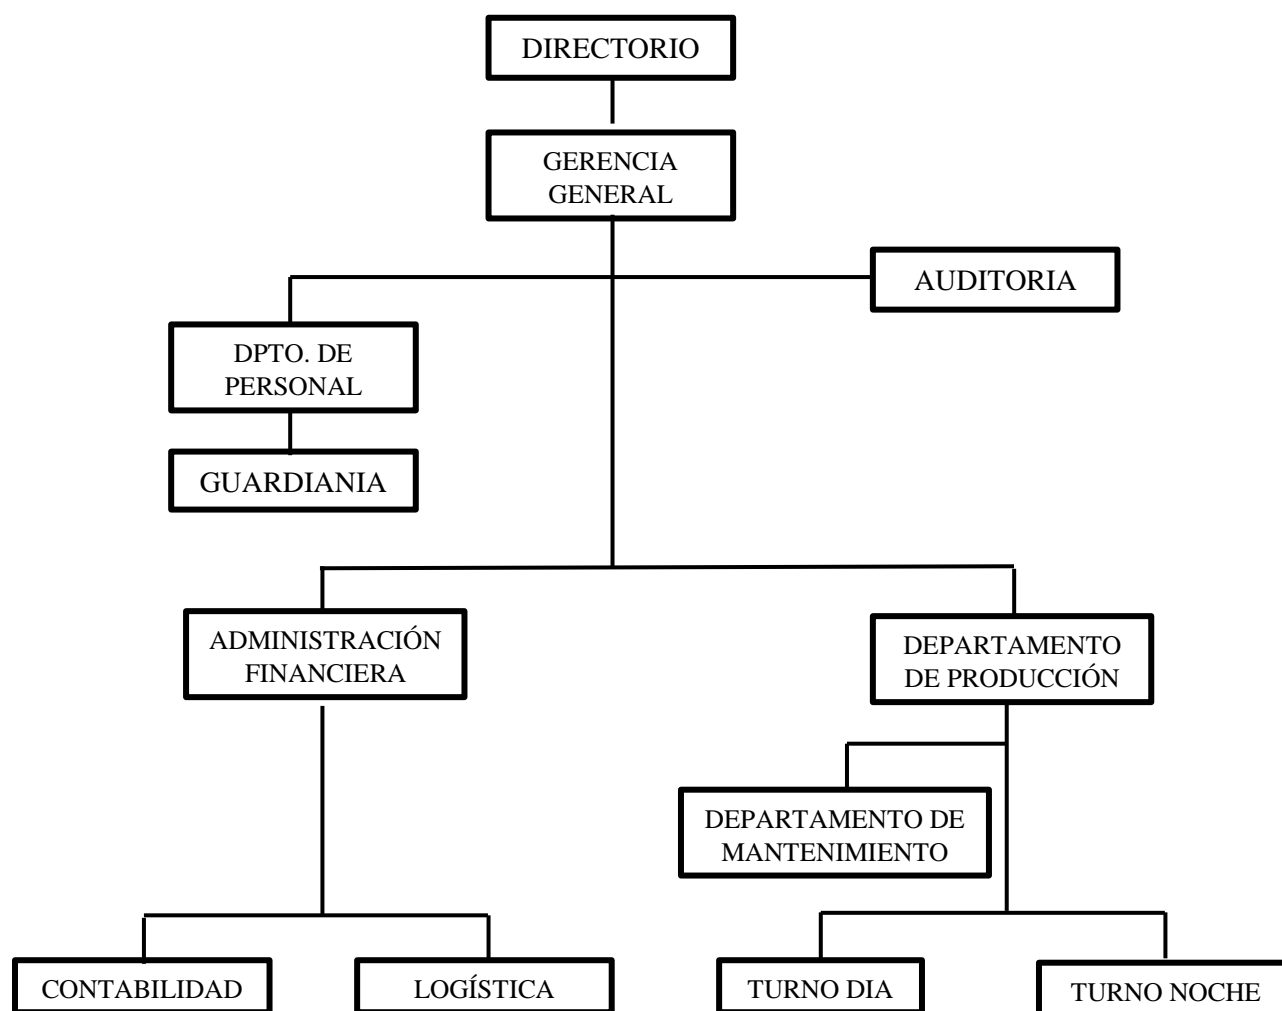 DIRECTORIO
GERENCIA
GENERAL
AUDITORIA
DPTO. DE
PERSONAL
GUARDIANIA
ADMINISTRACIÓN
FINANCIERA
DEPARTAMENTO
DE PRODUCCIÓN
DEPARTAMENTO DE
MANTENIMIENTO
CONTABILIDAD
LOGÍSTICA
TURNO DIA
TURNO NOCHE